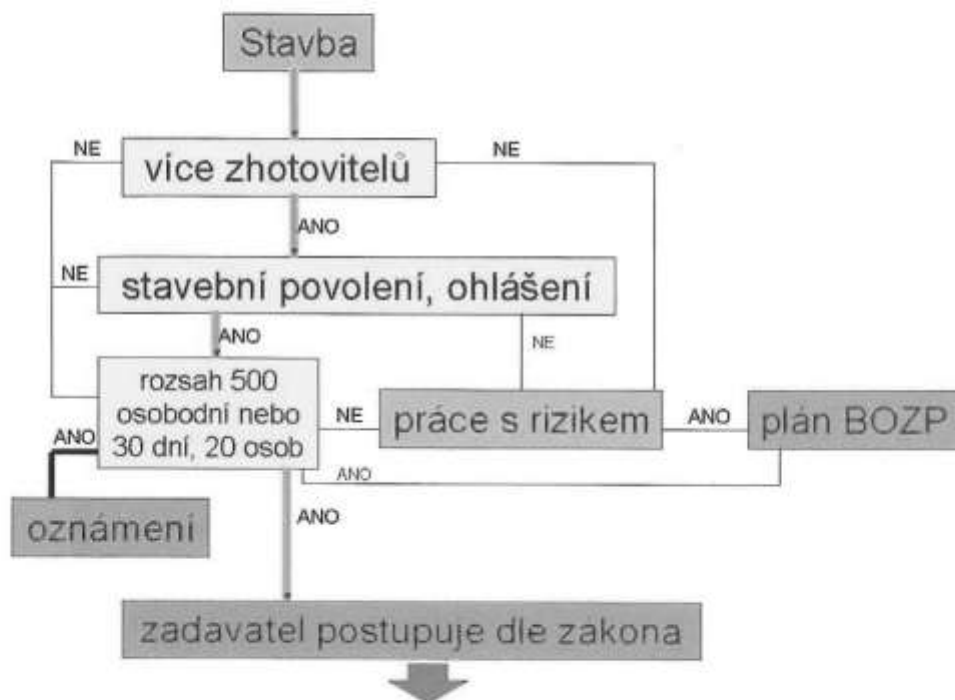 Stavba
NE
více zhotovitelů
NE
ANO
NE
stavební povolení, ohlášení
ANO
NE
rozsah 500
osobodní nebo
30 dní, 20 osob
NE
práce s rizikem
ANO
plán BOZP
ANO
ANO
oznámení
ANO
zadavatel postupuje dle zákona